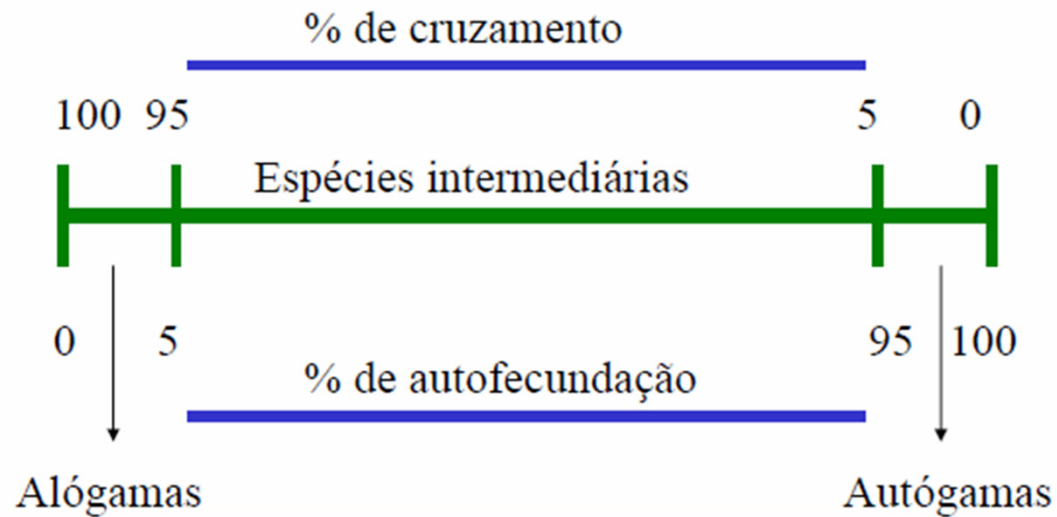 % de cruzamento
100 95 5 0
Espécies intermediárias
0 5 95 100
% de autofecundação
Alógamas Autógamas